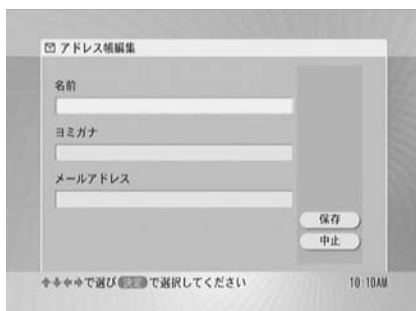 アドレス帳編集
名前
ヨミガナ
メールアドレス
保存
中止
で選び 決定 で選択してください
10:10AM